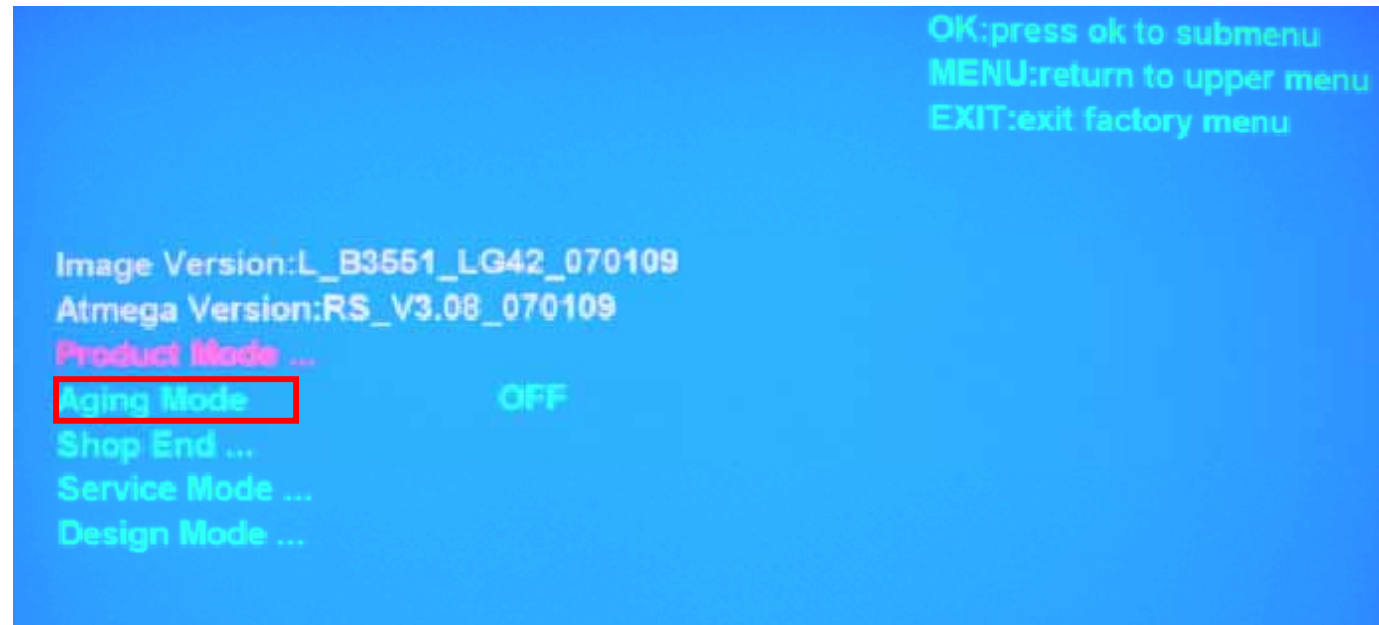 OK:press ok to submenu
MENU:return to upper menu
EXIT:exit factory menu
Image Version:L_B3551_LG42_070109
Atmega Version:RS_V3.08_070109
Product Mode ...
Aging Mode OFF
Shop End ...
Service Mode ...
Design Mode ...